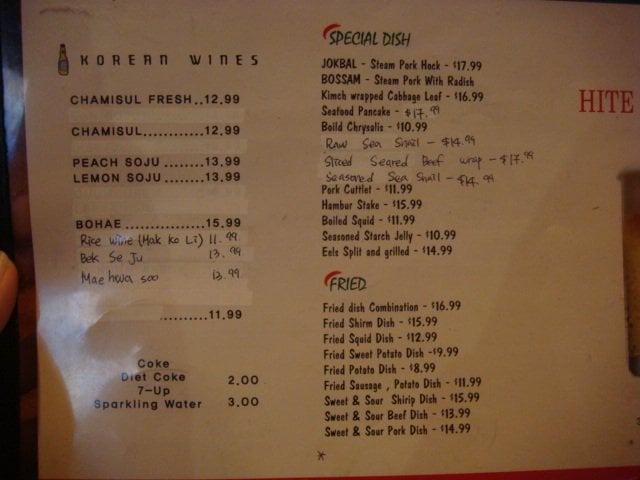 KOREAN WINES
CHAMISUL FRESH..12.99
CHAMISUL............12.99
PEACH SOJU ........13.99
LEMON SOJU ........13.99
BOHAE ................15.99
Rice wine (Mak Ko Li) 11.99
Bek Se Ju 13.99
Mae hwa soo 13.99
..........11.99
Coke
Diet Coke 2.00
7-Up
Sparkling Water 3.00
SPECIAL DISH
JOKBAL - Steam Pork Hock - $17.99
BOSSAM - Steam Pork With Radish
Kimch wrapped Cabbage Leaf - $16.99
Seafood Pancake - $17.99
Boild Chrysalis - $10.99
Raw Sea Snail - $14.99
Sliced Seared Beef wrap - $17.99
Seasoned Sea Snail - $14.99
Pork Cuttlet - $11.99
Hambur Stake - $15.99
Boiled Squid - $11.99
Seasoned Starch Jelly - $10.99
Eels Split and grilled - $14.99
FRIED
Fried dish Combination - $16.99
Fried Shirm Dish - $15.99
Fried Squid Dish - $12.99
Fried Sweet Potato Dish -$9.99
Fried Potato Dish - $8.99
Fried Sausage , Potato Dish - $11.99
Sweet & Sour Shirip Dish - $15.99
Sweet & Sour Beef Dish - $13.99
Sweet & Sour Pork Dish - $14.99
*
HITE